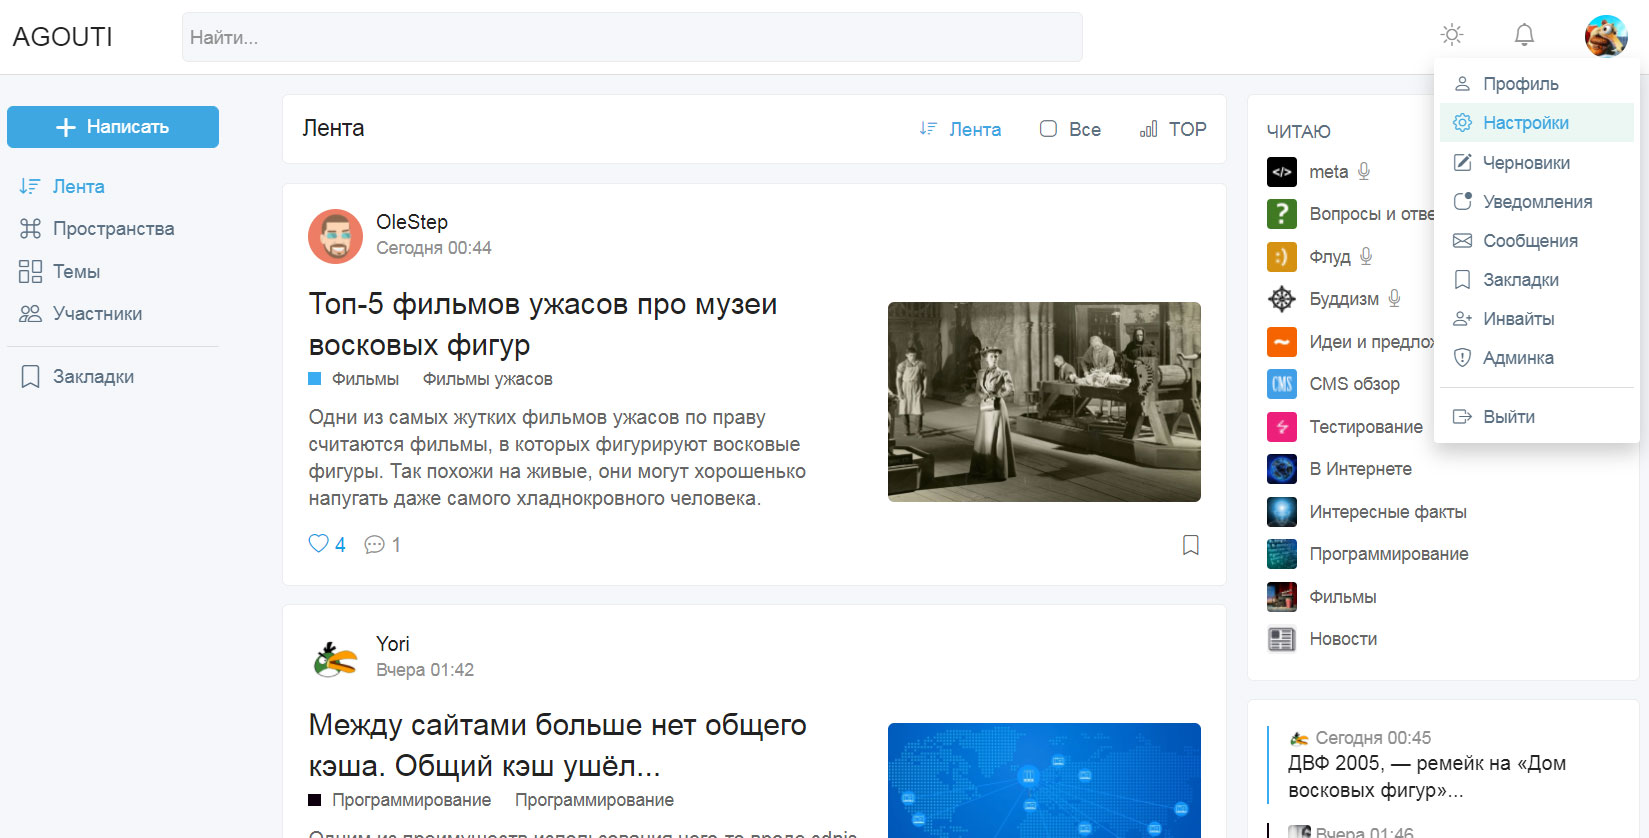 AGOUTI
Найти...
Написать
Лента
Пространства
Темы
Участники
Закладки
Лента
Лента
Все
TOP
OleStep
Сегодня 00:44
Топ-5 фильмов ужасов про музеи
восковых фигур
Фильмы Фильмы ужасов
Одни из самых жутких фильмов ужасов по праву
считаются фильмы, в которых фигурируют восковые
фигуры. Так похожи на живые, они могут хорошенько
напугать даже самого хладнокровного человека.
4 1
Yori
Вчера 01:42
Между сайтами больше нет общего
кэша. Общий кэш ушёл...
Программирование Программирование
ЧИТАЮ
</> meta
? Вопросы и отве
:) Флуд
Буддизм
~ Идеи и предлож
CMS CMS обзор
Тестирование
В Интернете
Интересные факты
Программирование
Фильмы
Новости
Профиль
Настройки
Черновики
Уведомления
Сообщения
Закладки
Инвайты
Админка
Выйти
Сегодня 00:45
ДВФ 2005, — ремейк на «Дом
восковых фигур»...
Вчера 01:46